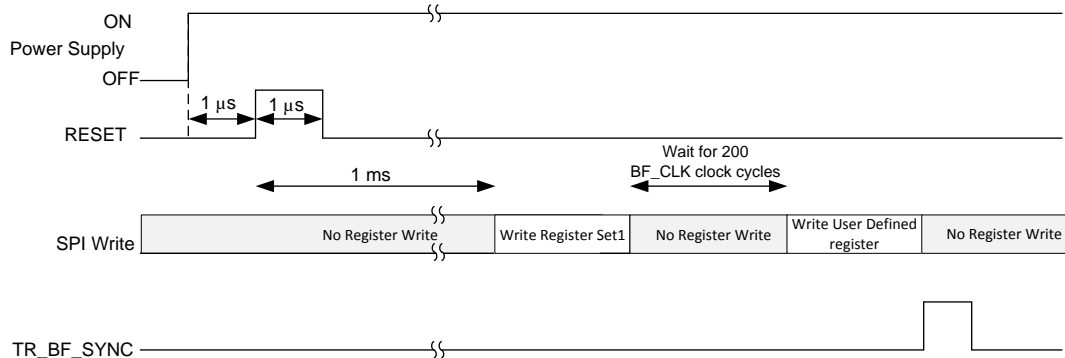 ON
Power Supply
OFF
1 μs
1 μs
RESET
Wait for 200
BF_CLK clock cycles
1 ms
SPI Write
No Register Write
Write Register Set1
No Register Write
Write User Defined
register
No Register Write
TR_BF_SYNC